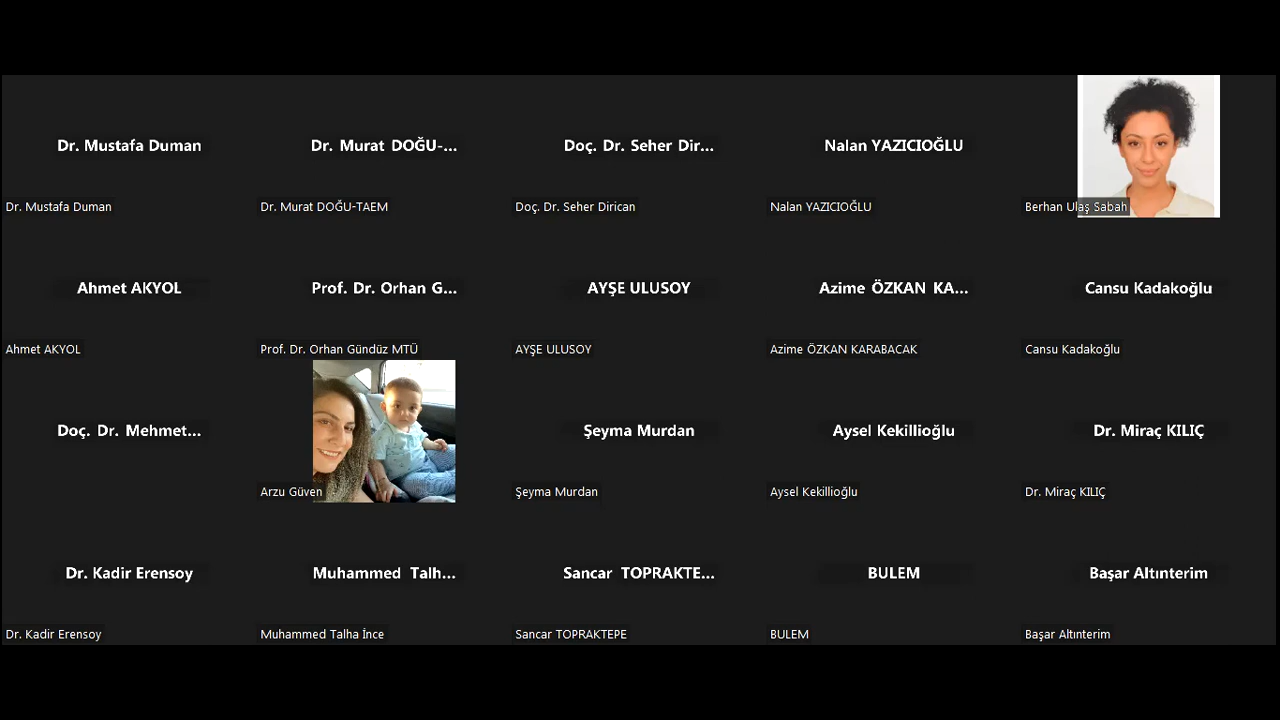 Dr. Mustafa Duman
Dr. Murat DOĞU-...
Doç. Dr. Seher Dir...
Nalan YAZICIOĞLU
Dr. Mustafa Duman
Dr. Murat DOĞU-TAEM
Doç. Dr. Seher Dirican
Nalan YAZICIOĞLU
Berhan Ulaş Sabah
Ahmet AKYOL
Prof. Dr. Orhan G...
AYŞE ULUSOY
Azime ÖZKAN KA...
Cansu Kadakoğlu
Ahmet AKYOL
Prof. Dr. Orhan Gündüz MTÜ
AYŞE ULUSOY
Azime ÖZKAN KARABACAK
Cansu Kadakoğlu
Doç. Dr. Mehmet...
Şeyma Murdan
Aysel Kekillioğlu
Dr. Miraç KILIÇ
Arzu Güven
Şeyma Murdan
Aysel Kekillioğlu
Dr. Miraç KILIÇ
Dr. Kadir Erensoy
Muhammed Talh...
Sancar TOPRAKTE...
BULEM
Başar Altınterim
Dr. Kadir Erensoy
Muhammed Talha İnce
Sancar TOPRAKTEPE
BULEM
Başar Altınterim